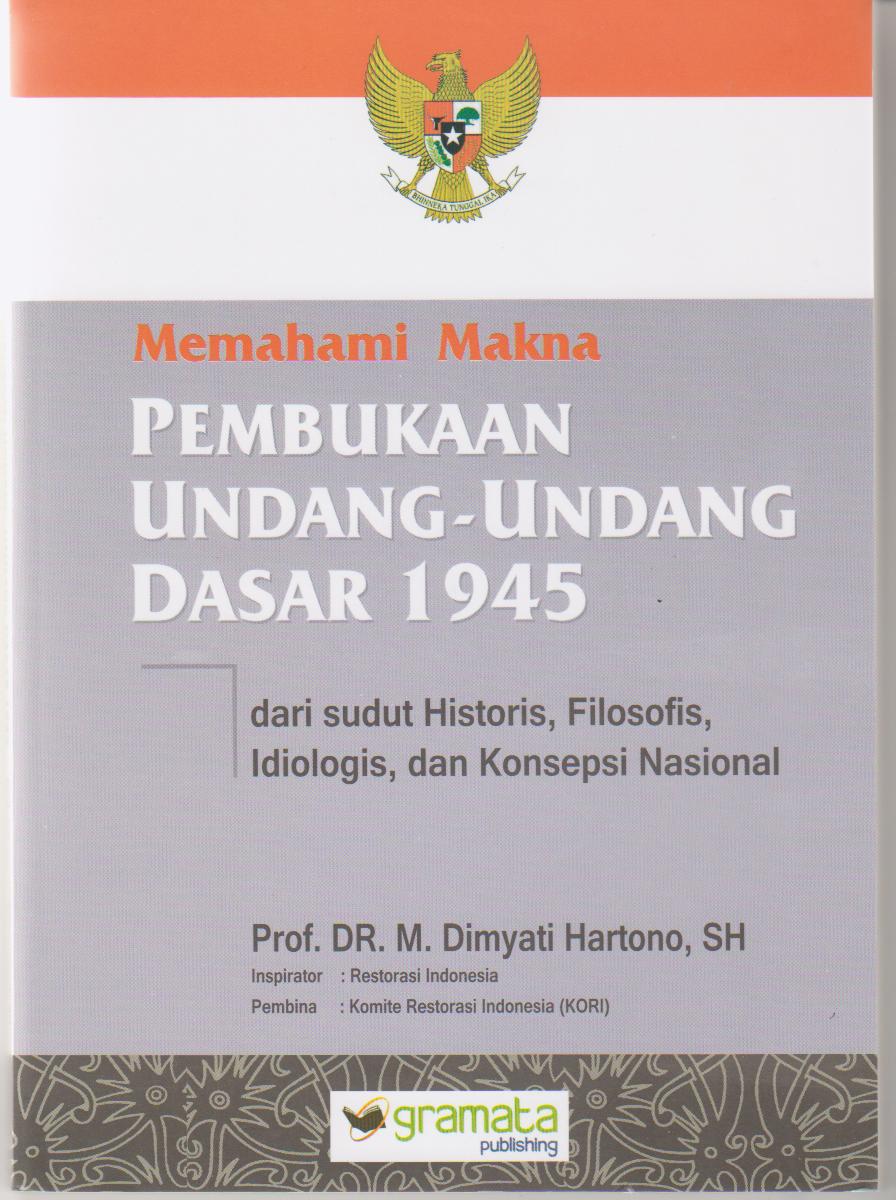 BHINNEKA TUNGGAL IKA
Memahami Makna
PEMBUKAAN
UNDANG-UNDANG
DASAR 1945
dari sudut Historis, Filosofis,
Idiologis, dan Konsepsi Nasional
Prof. DR. M. Dimyati Hartono, SH
Inspirator : Restorasi Indonesia
Pembina : Komite Restorasi Indonesia (KORI)
gramata
publishing